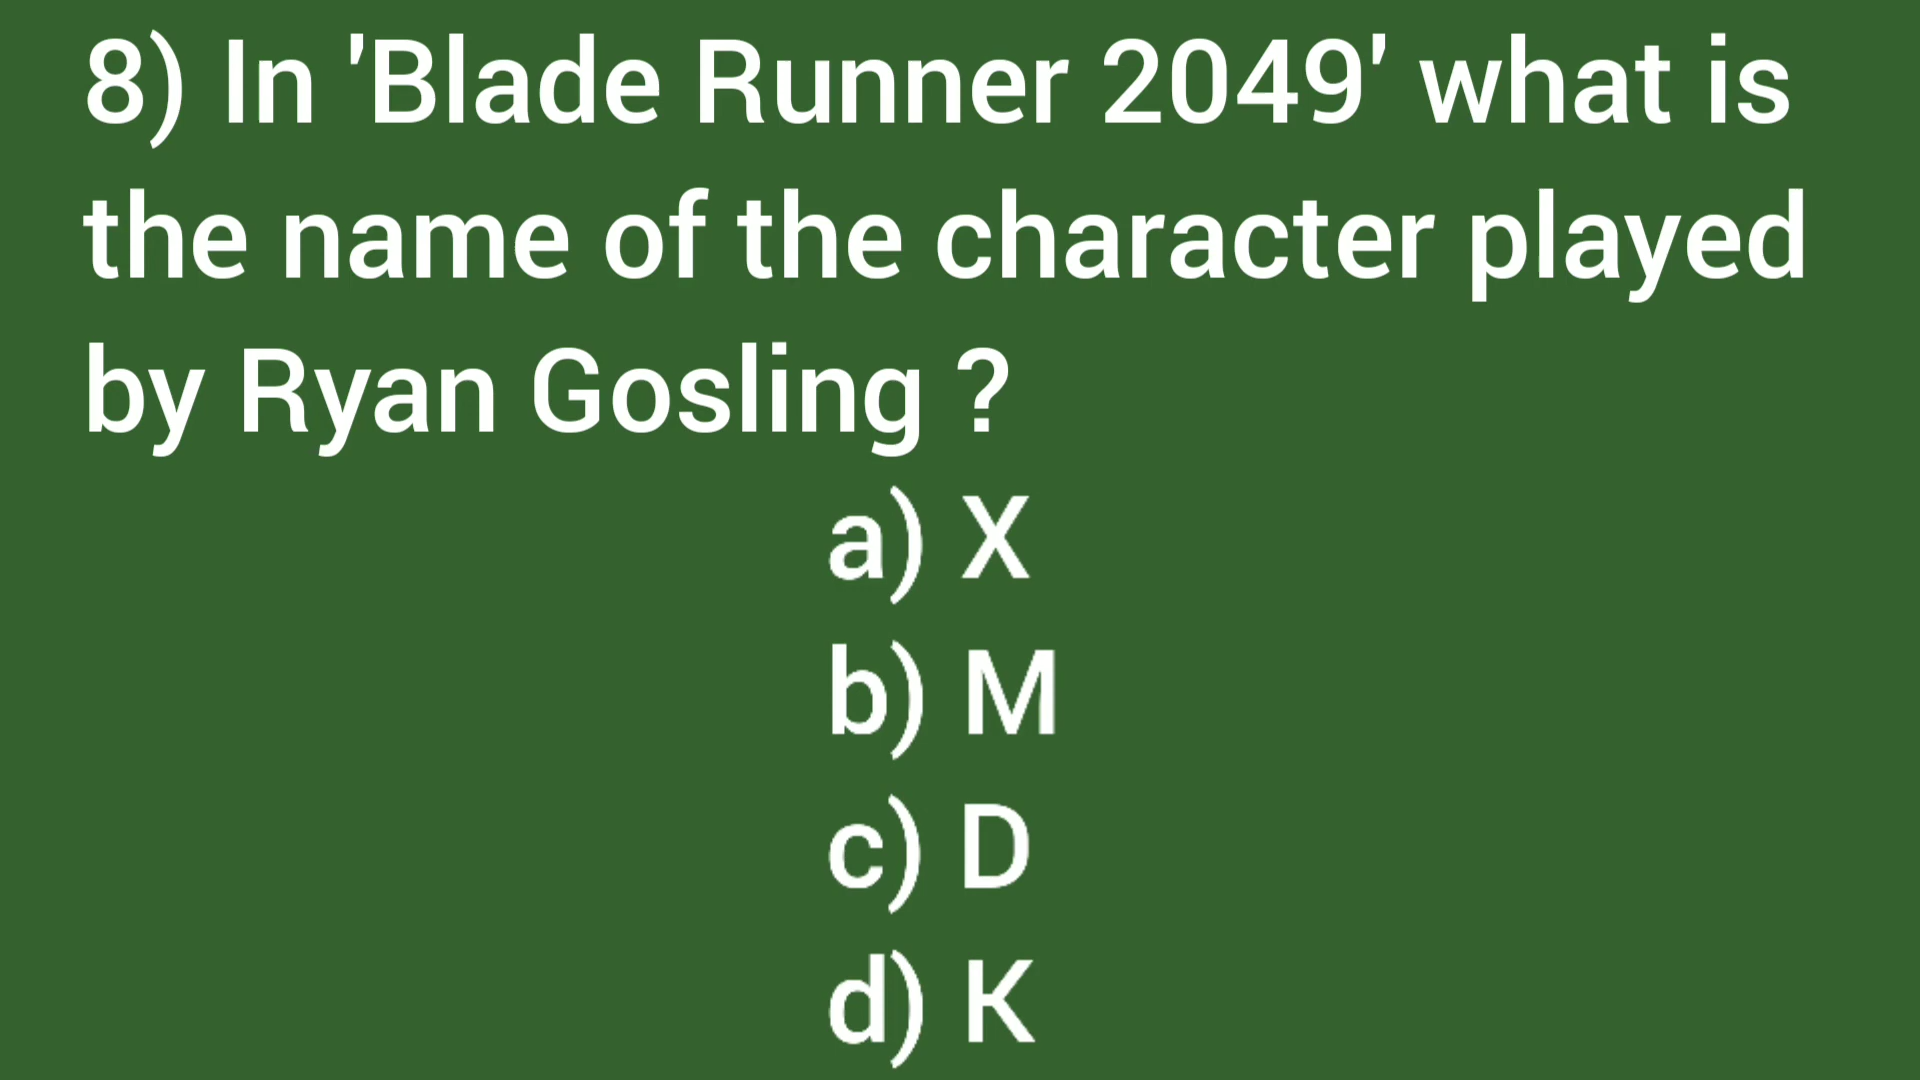 8) In 'Blade Runner 2049' what is
the name of the character played
by Ryan Gosling ?
a) X
b) M
c) D
d) K